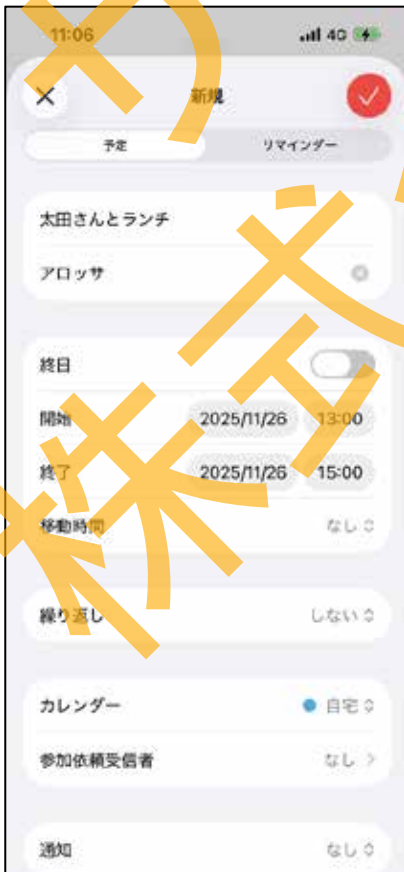 11:06 4G
新規
予定 リマインダー
太田さんとランチ
アロッサ
終日
開始 2025/11/26 13:00
終了 2025/11/26 15:00
移動時間 なし
繰り返し しない
カレンダー 自宅
参加依頼受信者 なし
通知 なし
株式